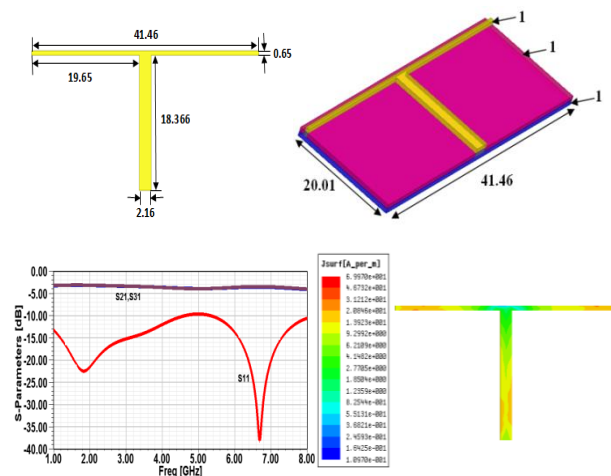 41.46
0.65
19.65
18.366
2.16
1
1
1
20.01
41.46
S-Parameters [dB]
0.00
-5.00
-10.00
-15.00
-20.00
-25.00
-30.00
-35.00
-40.00
S21,S31
S11
1.00 2.00 3.00 4.00 5.00 6.00 7.00 8.00
Freq [GHz]
Jsurf[A_per_m]
6.9970e+001
4.6732e+001
3.1212e+001
2.0846e+001
1.3923e+001
9.2992e+000
6.2109e+000
4.1482e+000
2.7705e+000
1.8504e+000
1.2359e+000
8.2544e-001
5.5131e-001
3.6821e-001
2.4593e-001
1.6425e-001
1.0970e-001